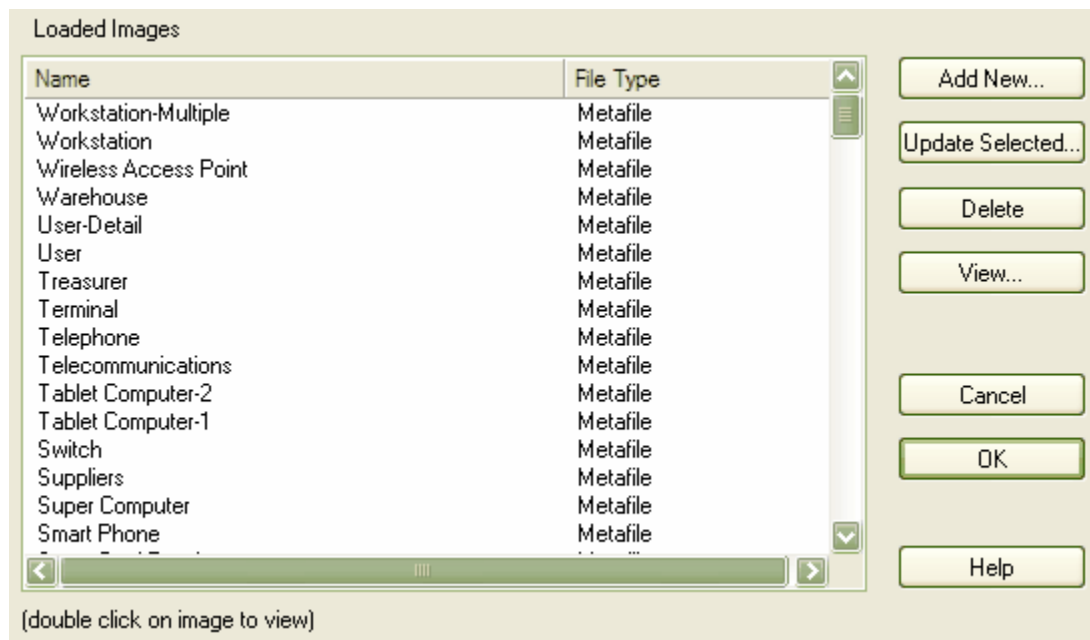 Loaded Images
Name File Type
Workstation-Multiple Metafile
Workstation Metafile
Wireless Access Point Metafile
Warehouse Metafile
User-Detail Metafile
User Metafile
Treasurer Metafile
Terminal Metafile
Telephone Metafile
Telecommunications Metafile
Tablet Computer-2 Metafile
Tablet Computer-1 Metafile
Switch Metafile
Suppliers Metafile
Super Computer Metafile
Smart Phone Metafile
(double click on image to view)
Add New...
Update Selected...
Delete
View...
Cancel
OK
Help